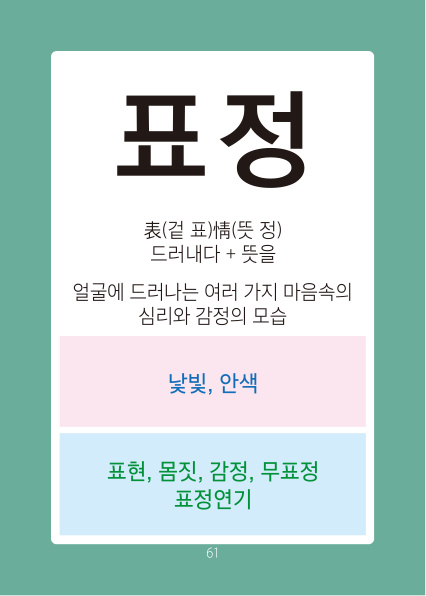 표정
表(겉 표)情(뜻 정)
드러내다 + 뜻을
얼굴에 드러나는 여러 가지 마음속의
심리와 감정의 모습
낯빛, 안색
표현, 몸짓, 감정, 무표정
표정연기
61